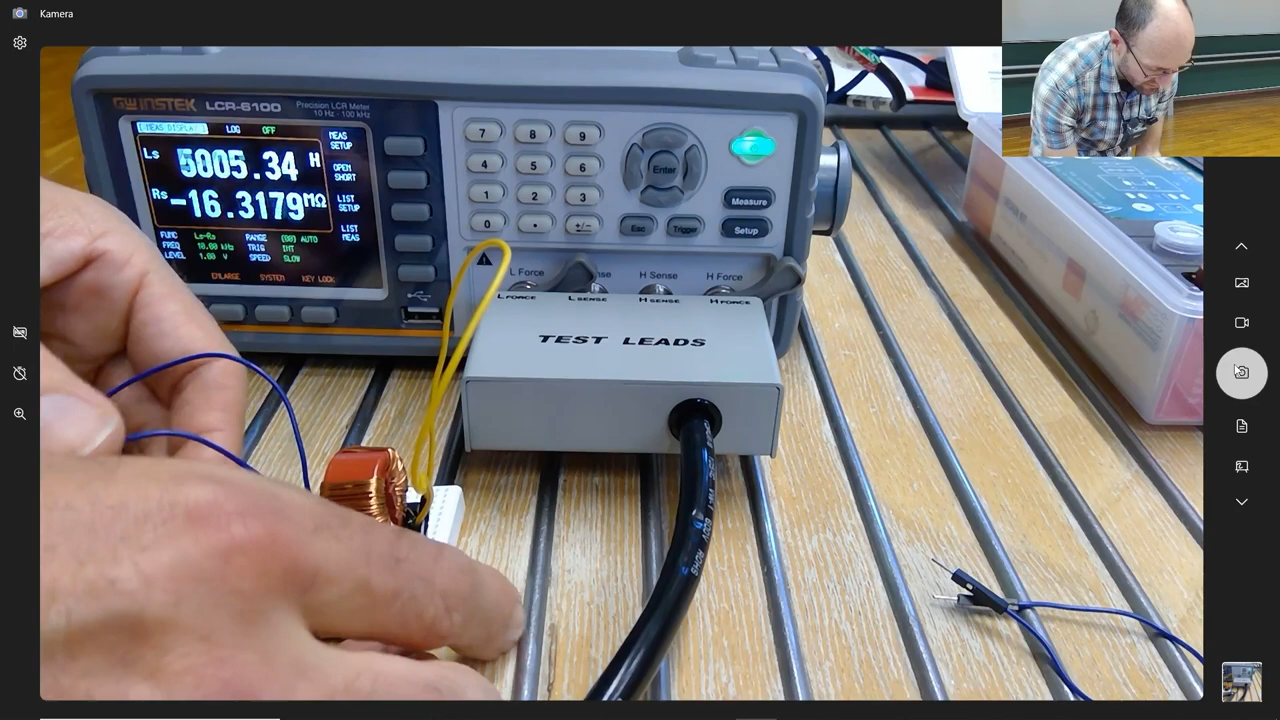 Kamera
GW INSTEK LCR-6100 Precision LCR Meter
10 Hz - 100 kHz
MEAS DISPLAY LOG OFF
MEAS SETUP
OPEN SHORT
LIST SETUP
LIST MEAS
Ls 5005.34 H
Rs -16.3179MΩ
FUNC Ls-Rs RANGE AUTO
FREQ 10.00 kHz TRIG INT
LEVEL 1.00 V SPEED SLOW
ENLARGE SYSTEM KEY LOCK
7 8 9
4 5 6
1 2 3
0 . +/-
Enter
Measure
Esc Trigger Setup
L Force H Sense H Force
L FORCE L SENSE H SENSE H FORCE
TEST LEADS